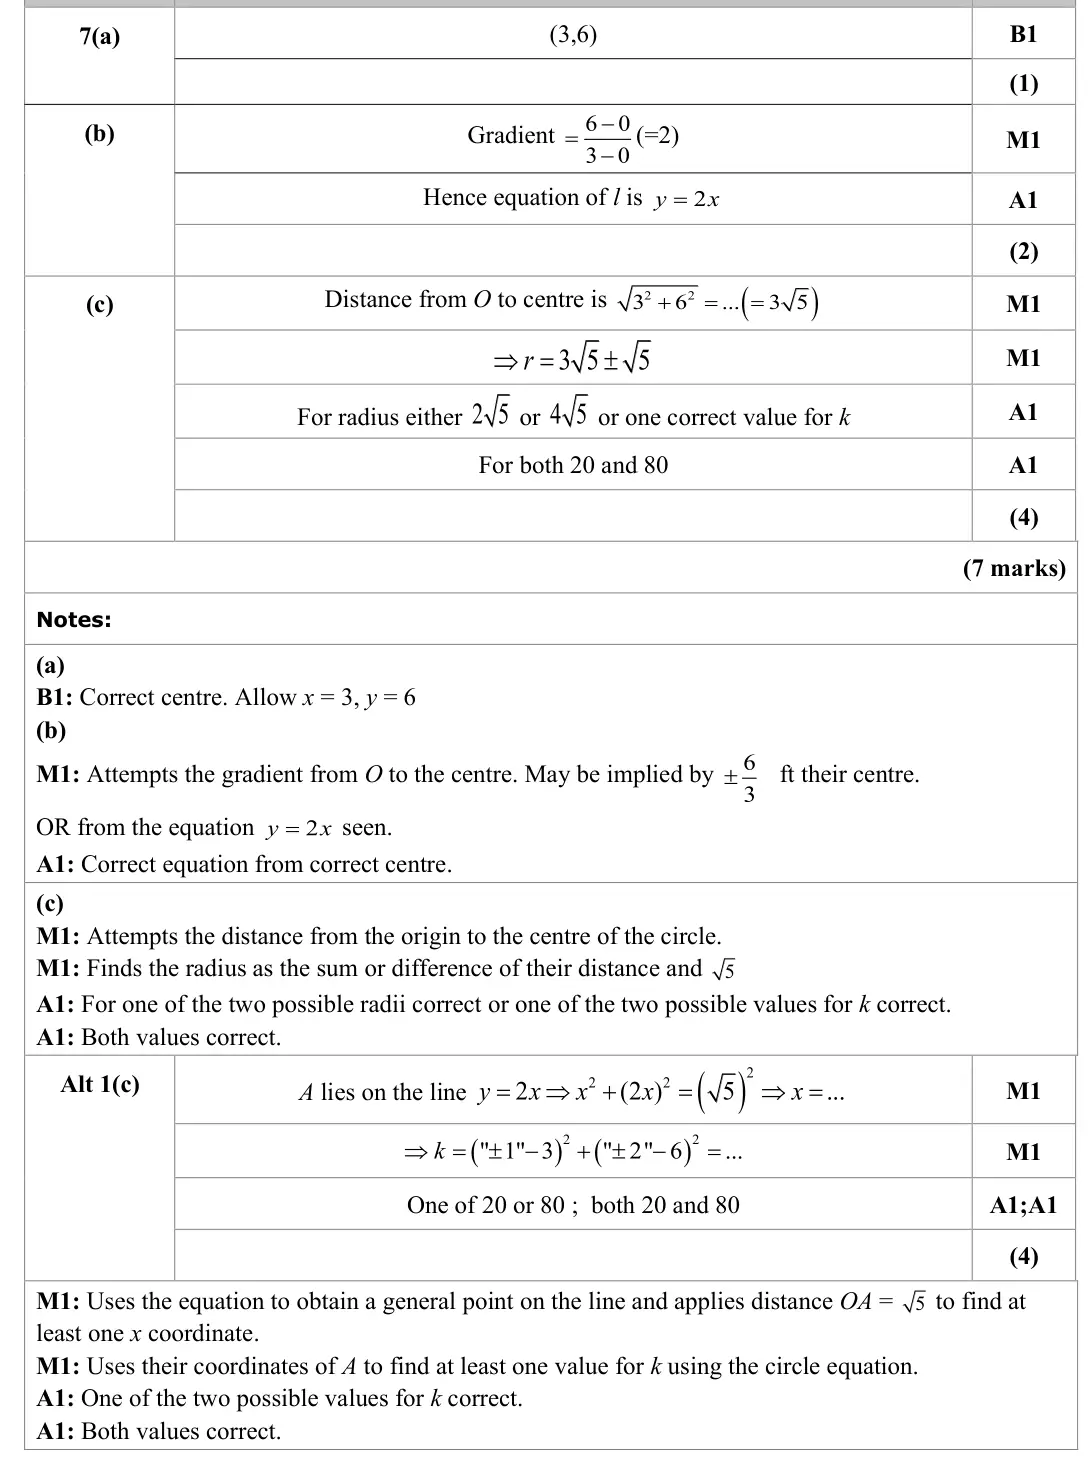 7(a) (3,6) B1
(1)
(b) Gradient = \frac{6-0}{3-0} (=2) M1
Hence equation of l is y = 2x A1
(2)
(c) Distance from O to centre is √(3² + 6²) = ...(= 3√5) M1
⇒ r = 3√5 ± √5 M1
For radius either 2√5 or 4√5 or one correct value for k A1
For both 20 and 80 A1
(4)
(7 marks)
Notes:
(a)
B1: Correct centre. Allow x = 3, y = 6
(b)
M1: Attempts the gradient from O to the centre. May be implied by ± \frac{6}{3} ft their centre.
OR from the equation y = 2x seen.
A1: Correct equation from correct centre.
(c)
M1: Attempts the distance from the origin to the centre of the circle.
M1: Finds the radius as the sum or difference of their distance and √5
A1: For one of the two possible radii correct or one of the two possible values for k correct.
A1: Both values correct.
Alt 1(c) A lies on the line y = 2x ⇒ x² + (2x)² = (√5)² ⇒ x = ... M1
⇒ k = ("±1"−3)² + ("±2"−6)² = ... M1
One of 20 or 80 ; both 20 and 80 A1;A1
(4)
M1: Uses the equation to obtain a general point on the line and applies distance OA = √5 to find at
least one x coordinate.
M1: Uses their coordinates of A to find at least one value for k using the circle equation.
A1: One of the two possible values for k correct.
A1: Both values correct.